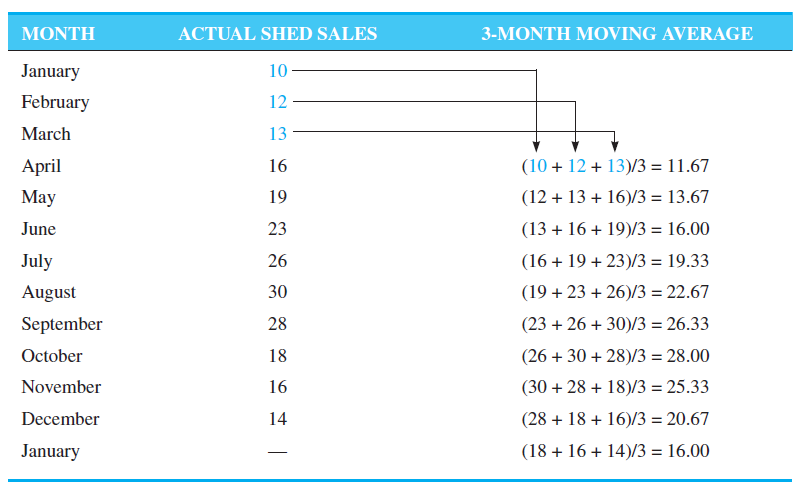 MONTH ACTUAL SHED SALES 3-MONTH MOVING AVERAGE
January 10
February 12
March 13
April 16 (10 + 12 + 13)/3 = 11.67
May 19 (12 + 13 + 16)/3 = 13.67
June 23 (13 + 16 + 19)/3 = 16.00
July 26 (16 + 19 + 23)/3 = 19.33
August 30 (19 + 23 + 26)/3 = 22.67
September 28 (23 + 26 + 30)/3 = 26.33
October 18 (26 + 30 + 28)/3 = 28.00
November 16 (30 + 28 + 18)/3 = 25.33
December 14 (28 + 18 + 16)/3 = 20.67
January — (18 + 16 + 14)/3 = 16.00